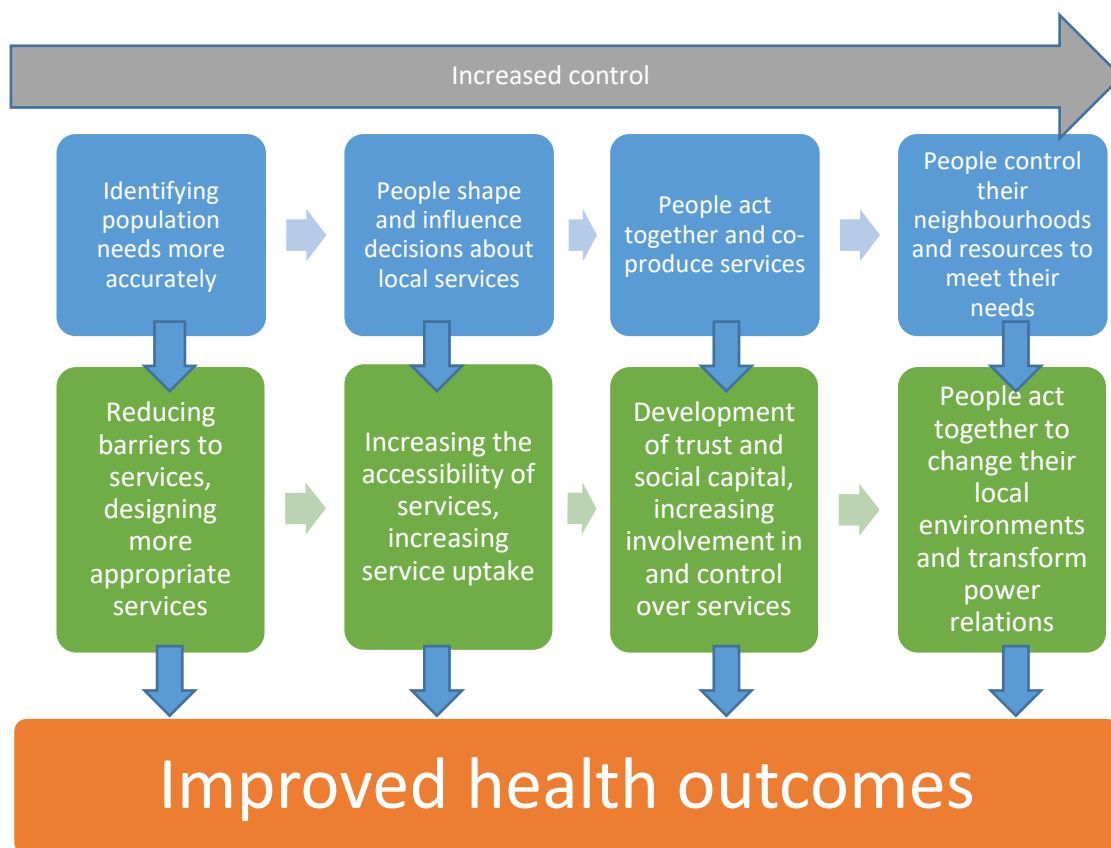 Increased control
Identifying
population
needs more
accurately
People shape
and influence
decisions about
local services
People act
together and co-
produce services
People control
their
neighbourhoods
and resources to
meet their
needs
Reducing
barriers to
services,
designing
more
appropriate
services
Increasing the
accessibility of
services,
increasing
service uptake
Development
of trust and
social capital,
increasing
involvement in
and control
over services
People act
together to
change their
local
environments
and transform
power
relations
Improved health outcomes